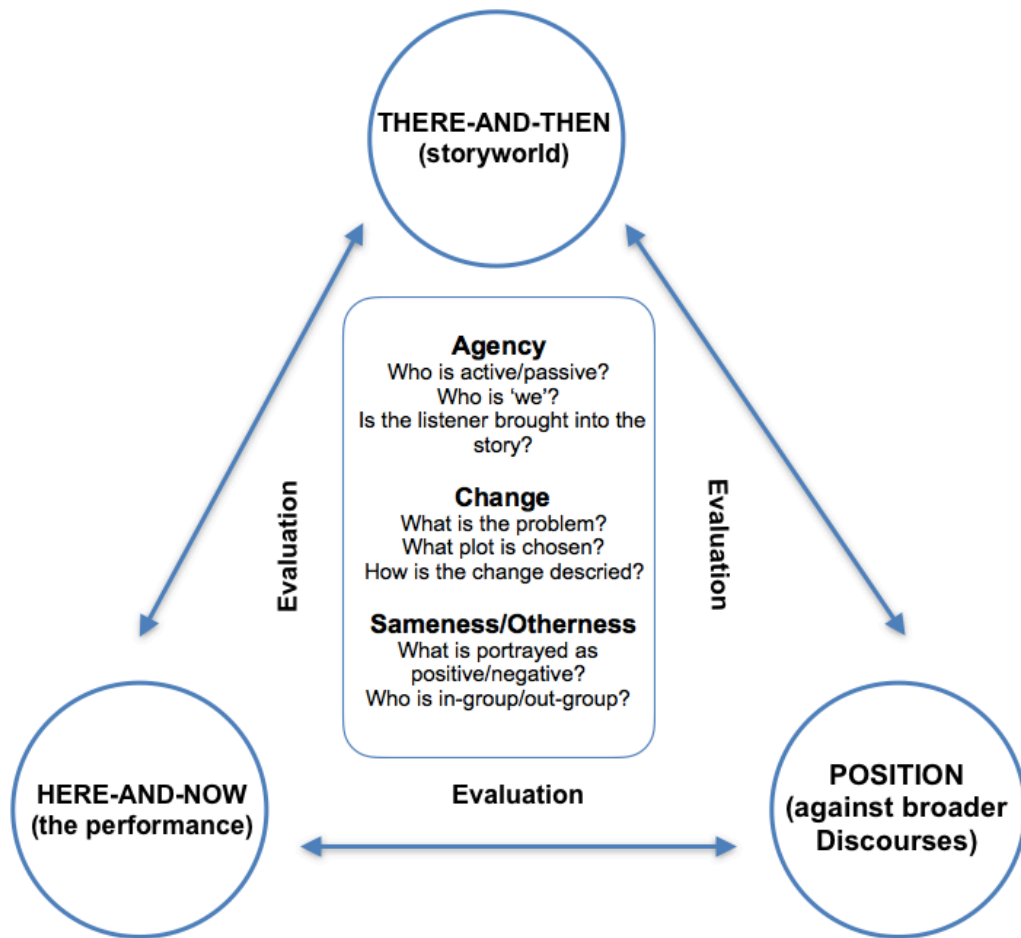 THERE-AND-THEN
(storyworld)
Agency
Who is active/passive?
Who is ‘we’?
Is the listener brought into the
story?
Change
What is the problem?
What plot is chosen?
How is the change descried?
Sameness/Otherness
What is portrayed as
positive/negative?
Who is in-group/out-group?
Evaluation
Evaluation
Evaluation
HERE-AND-NOW
(the performance)
POSITION
(against broader
Discourses)